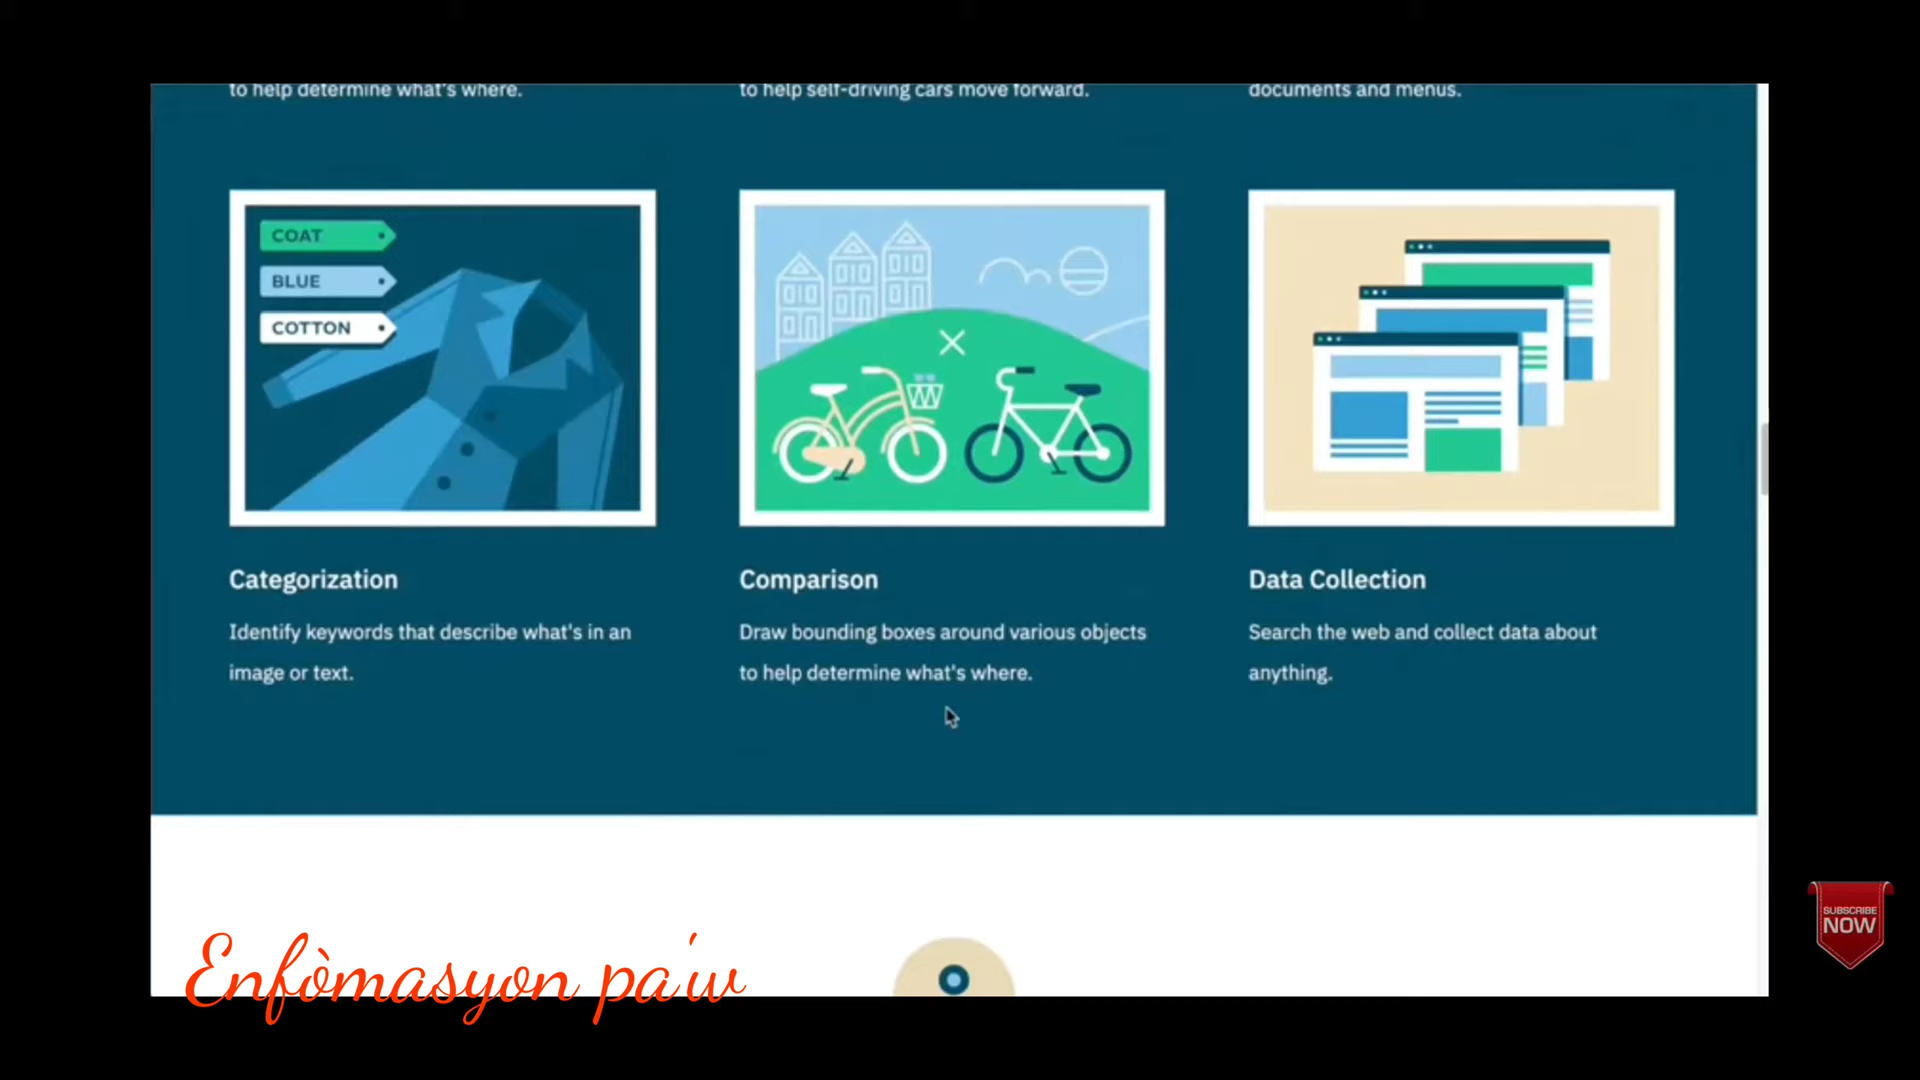 to help determine what's where.
to help self-driving cars move forward.
documents and menus.
COAT
BLUE
COTTON
Categorization
Identify keywords that describe what's in an
image or text.
Comparison
Draw bounding boxes around various objects
to help determine what's where.
Data Collection
Search the web and collect data about
anything.
Enfòmasyon pa'w
SUBSCRIBE
NOW